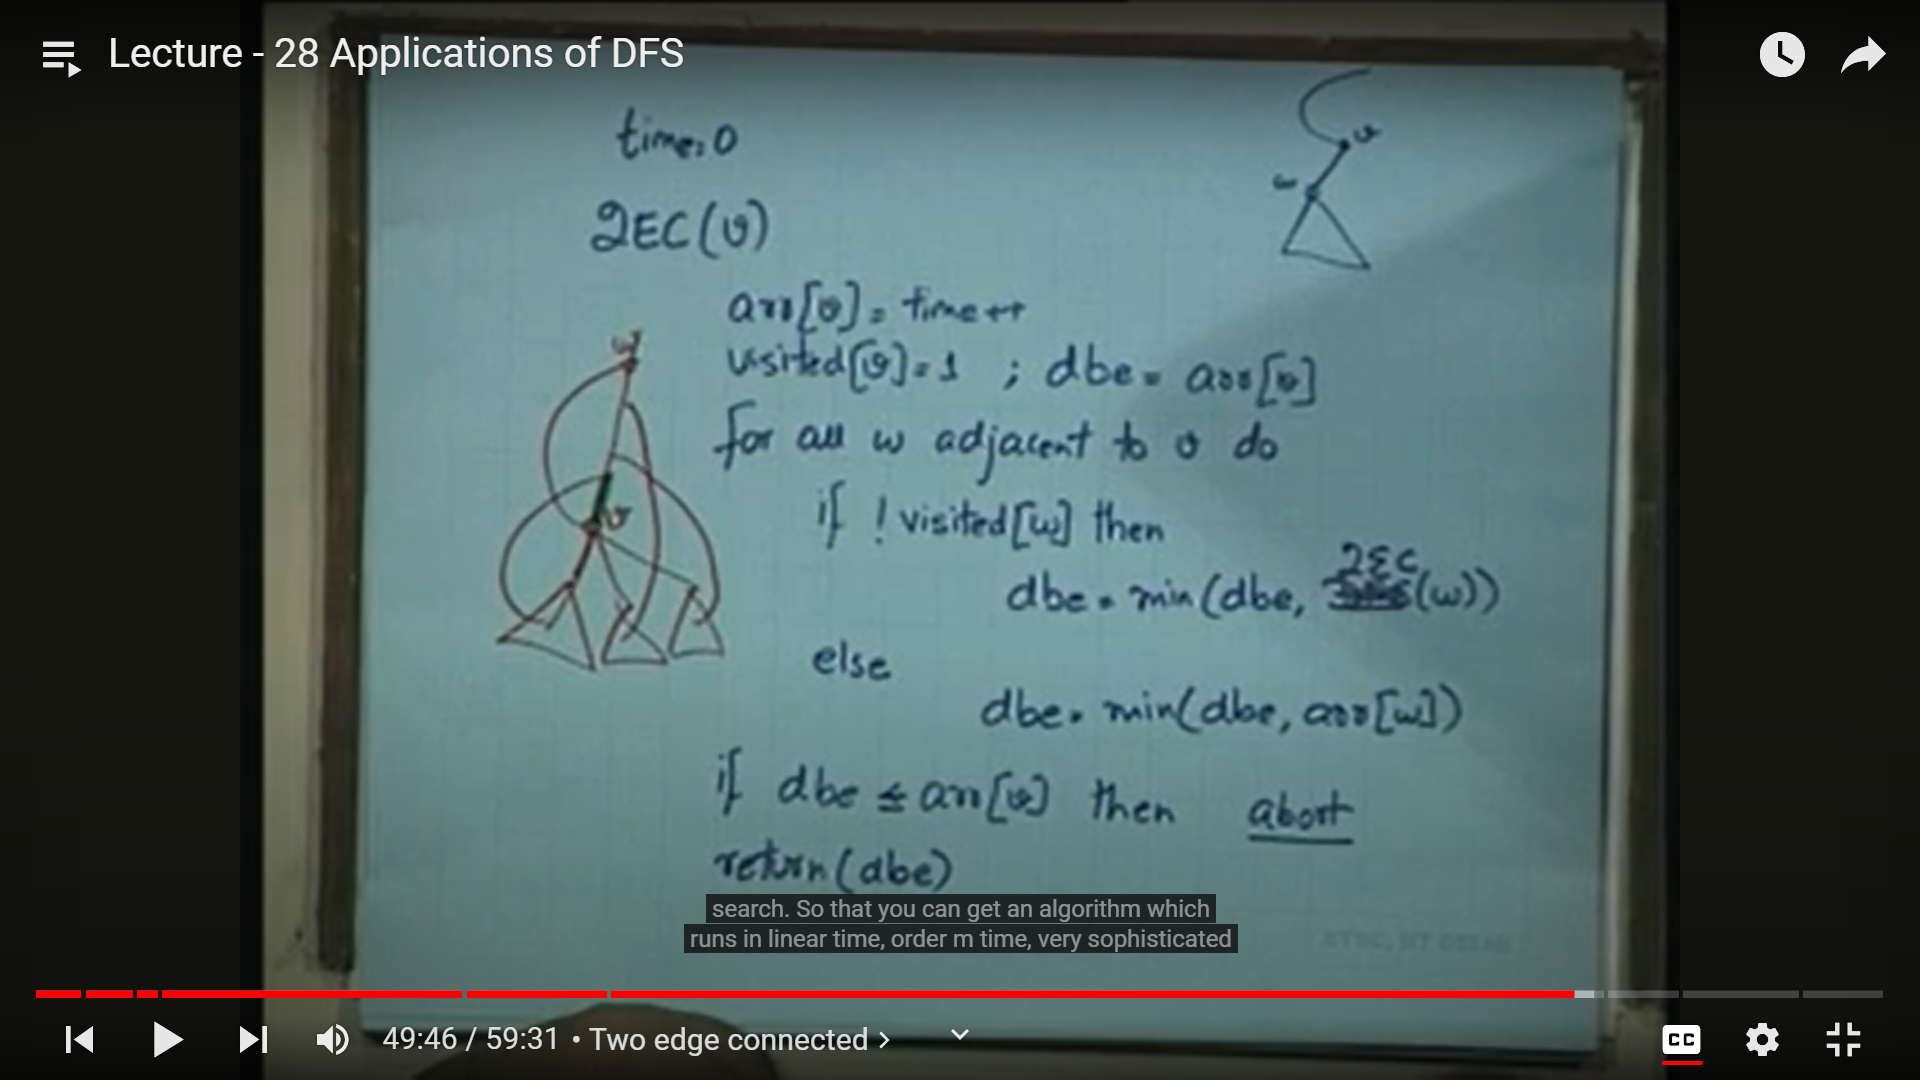 Lecture - 28 Applications of DFS
time=0
2EC(v)
v
w
arr[v] = time++
visited[v]=1 ; dbe = arr[v]
w
for all w adjacent to v do
if !visited[w] then
v
dbe = min(dbe, 2EC(w))
else
dbe = min(dbe, arr[w])
if dbe ≤ arr[v] then abort
return(dbe)
search. So that you can get an algorithm which
runs in linear time, order m time, very sophisticated
49:46 / 59:31 • Two edge connected
CC